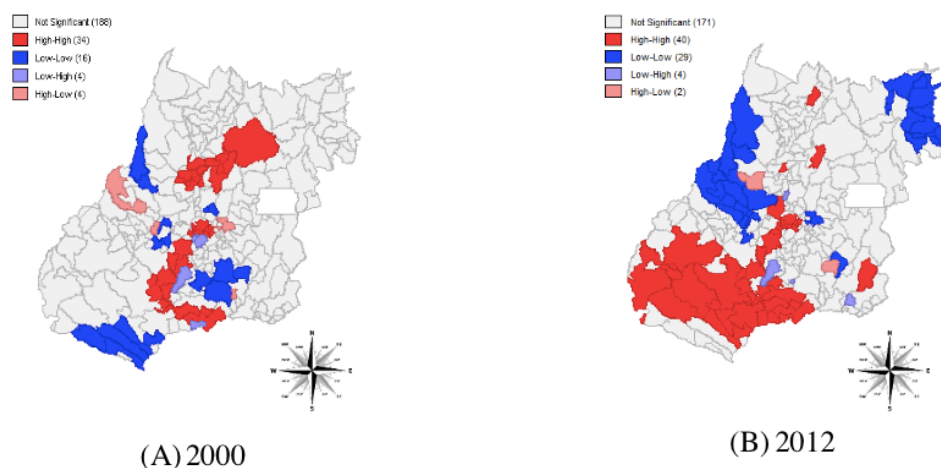 Not Significant (188)
High-High (34)
Low-Low (16)
Low-High (4)
High-Low (4)
N
W
E
S
(A) 2000
Not Significant (171)
High-High (40)
Low-Low (29)
Low-High (4)
High-Low (2)
N
W
E
S
(B) 2012